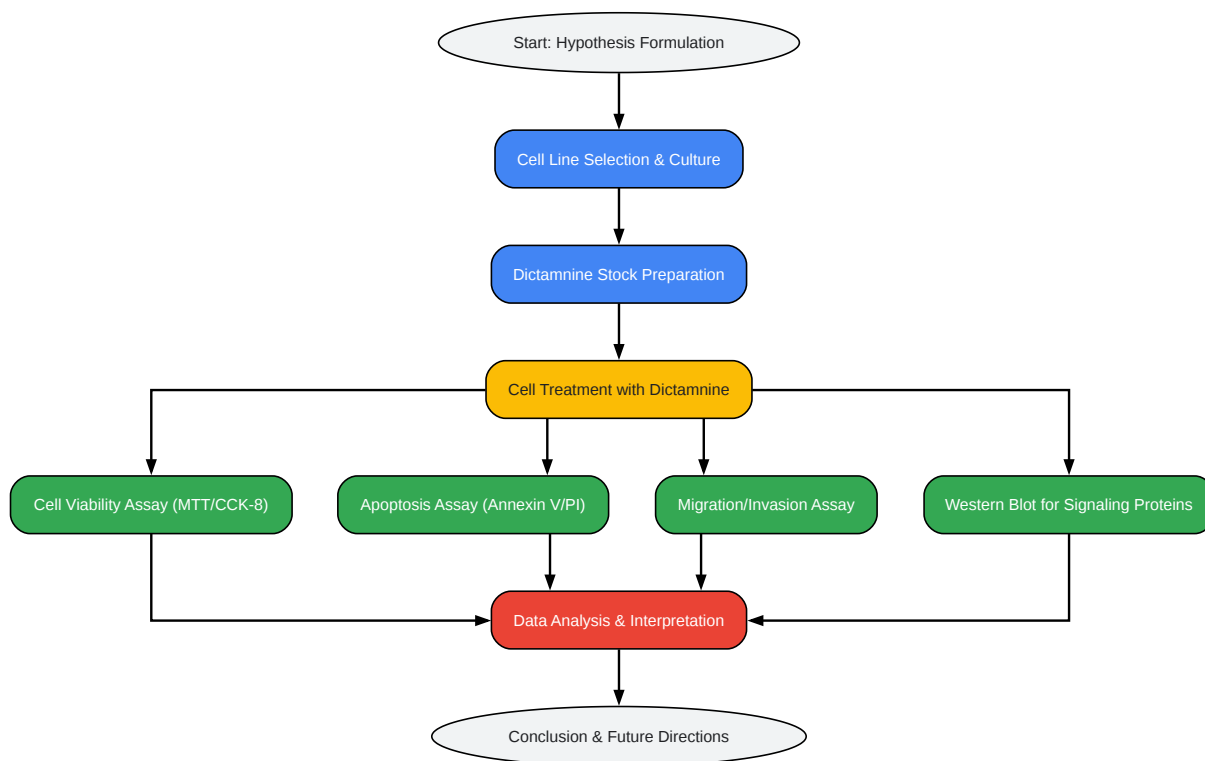 Start: Hypothesis Formulation
Cell Line Selection & Culture
Dictamnine Stock Preparation
Cell Treatment with Dictamnine
Cell Viability Assay (MTT/CCK-8)
Apoptosis Assay (Annexin V/PI)
Migration/Invasion Assay
Western Blot for Signaling Proteins
Data Analysis & Interpretation
Conclusion & Future Directions